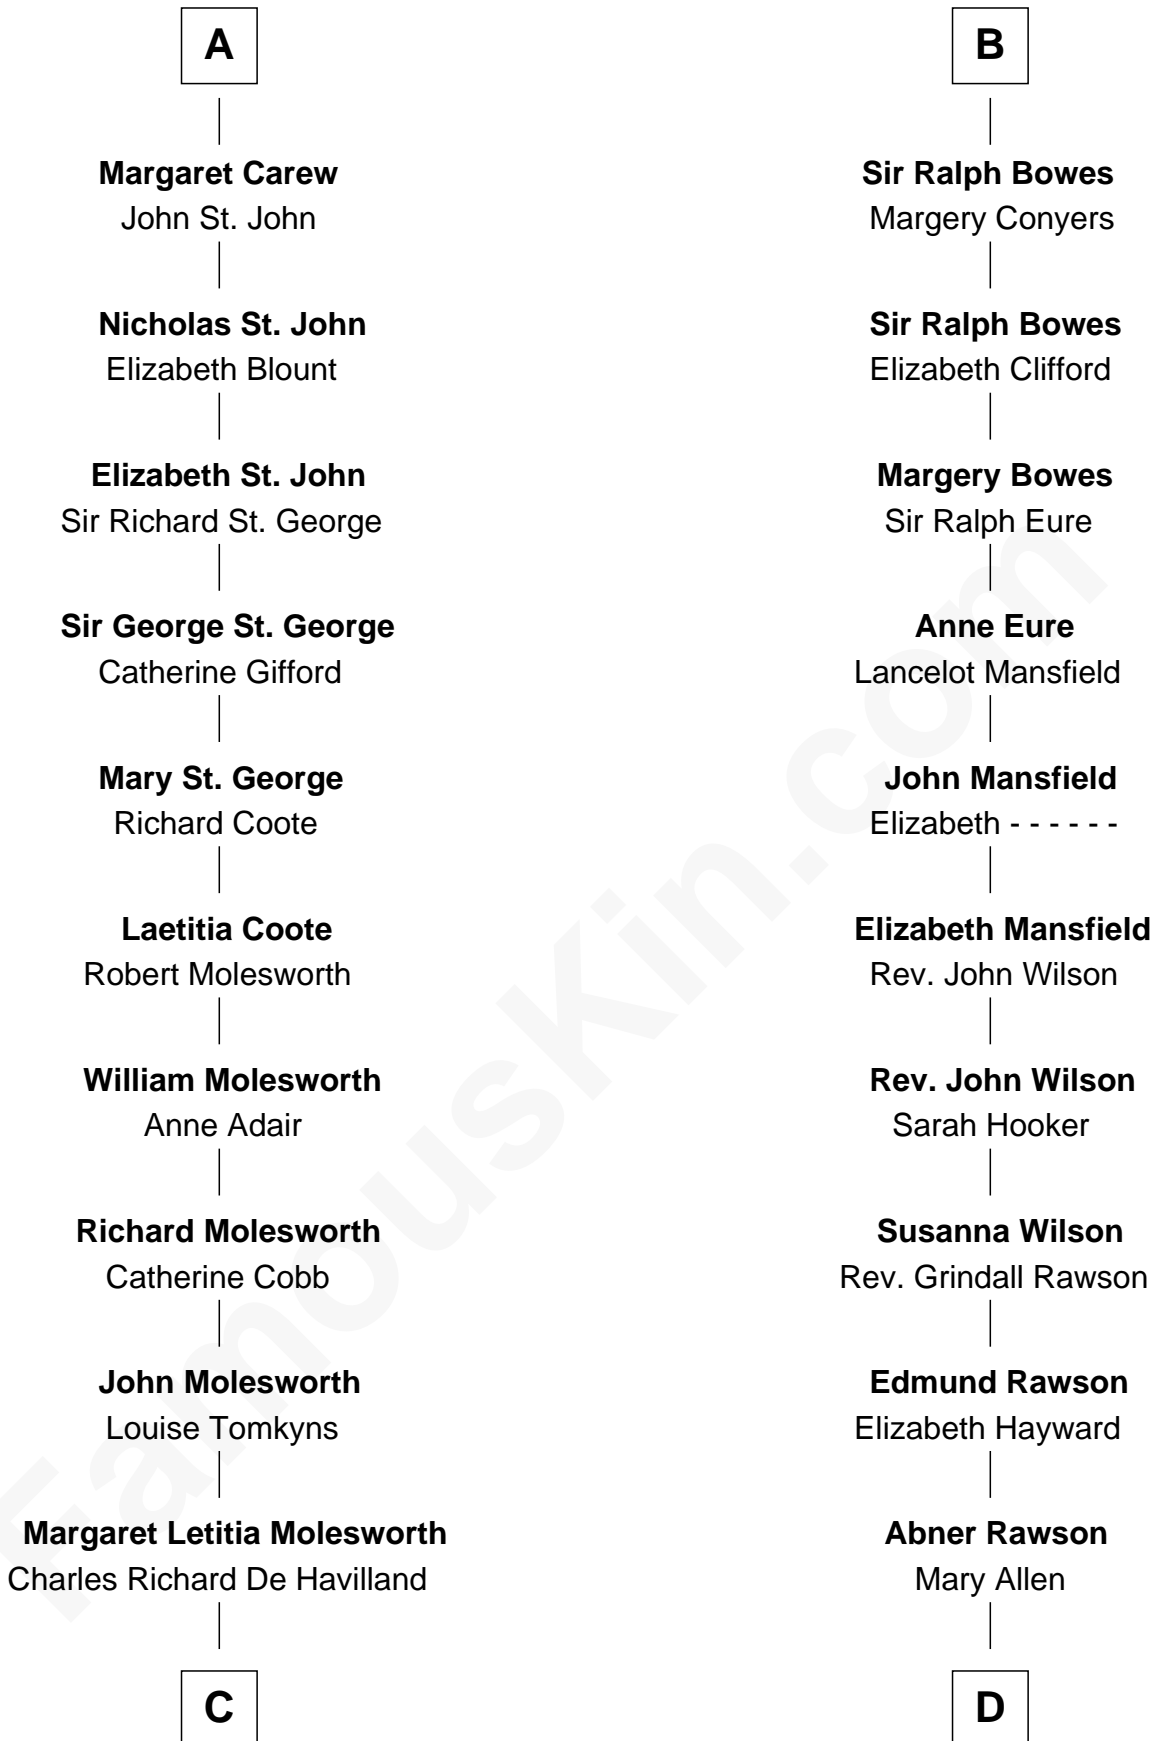 A
Margaret Carew
John St. John
Nicholas St. John
Elizabeth Blount
Elizabeth St. John
Sir Richard St. George
Sir George St. George
Catherine Gifford
Mary St. George
Richard Coote
Laetitia Coote
Robert Molesworth
William Molesworth
Anne Adair
Richard Molesworth
Catherine Cobb
John Molesworth
Louise Tomkyns
Margaret Letitia Molesworth
Charles Richard De Havilland
C
B
Sir Ralph Bowes
Margery Conyers
Sir Ralph Bowes
Elizabeth Clifford
Margery Bowes
Sir Ralph Eure
Anne Eure
Lancelot Mansfield
John Mansfield
Elizabeth - - - - - -
Elizabeth Mansfield
Rev. John Wilson
Rev. John Wilson
Sarah Hooker
Susanna Wilson
Rev. Grindall Rawson
Edmund Rawson
Elizabeth Hayward
Abner Rawson
Mary Allen
D
FamousKin.com